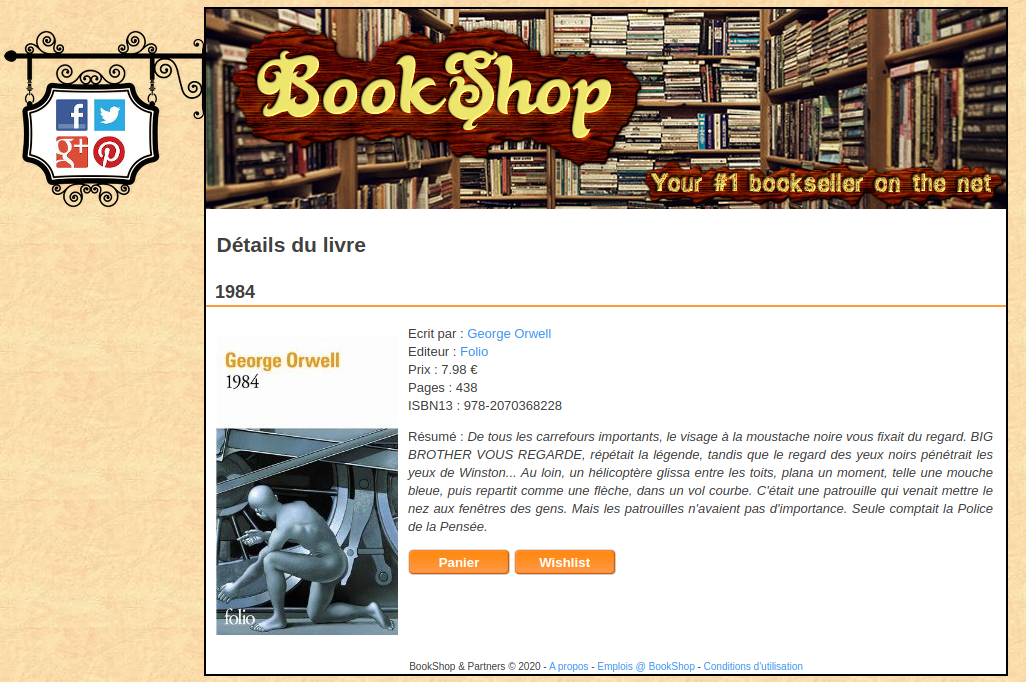 BookShop
Your #1 bookseller on the net
Détails du livre
1984
George Orwell
1984
folio
Ecrit par : George Orwell
Editeur : Folio
Prix : 7.98 €
Pages : 438
ISBN13 : 978-2070368228
Résumé : De tous les carrefours importants, le visage à la moustache noire vous fixait du regard. BIG
BROTHER VOUS REGARDE, répétait la légende, tandis que le regard des yeux noirs pénétrait les
yeux de Winston... Au loin, un hélicoptère glissa entre les toits, plana un moment, telle une mouche
bleue, puis repartit comme une flèche, dans un vol courbe. C'était une patrouille qui venait mettre le
nez aux fenêtres des gens. Mais les patrouilles n'avaient pas d'importance. Seule comptait la Police
de la Pensée.
Panier
Wishlist
BookShop & Partners © 2020 - A propos - Emplois @ BookShop - Conditions d'utilisation